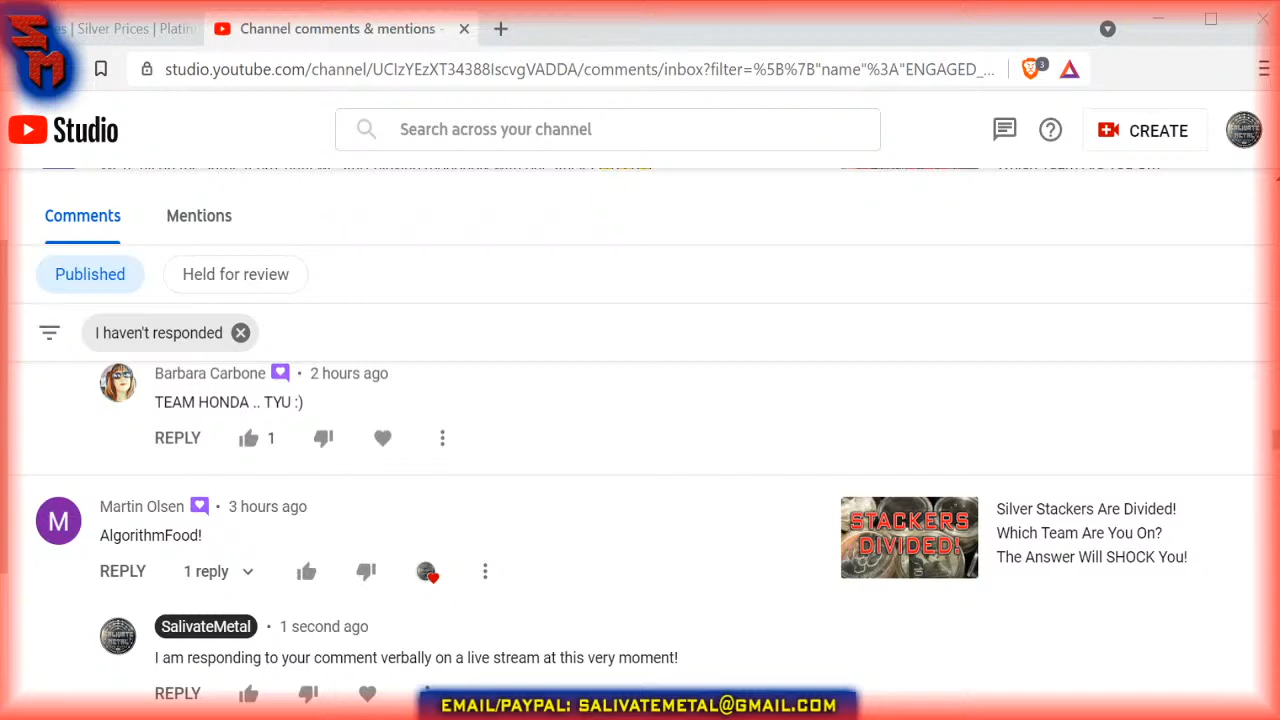 SM
s | Silver Prices | Platinu
Channel comments & mentions -
studio.youtube.com/channel/UCIzYEzXT34388IscvgVADDA/comments/inbox?filter=%5B%7B"name"%3A"ENGAGED_...
3
Studio
Search across your channel
CREATE
Comments
Mentions
Published
Held for review
I haven't responded
Barbara Carbone • 2 hours ago
TEAM HONDA .. TYU :)
REPLY
1
M
Martin Olsen • 3 hours ago
AlgorithmFood!
REPLY
1 reply
STACKERS
DIVIDED!
Silver Stackers Are Divided!
Which Team Are You On?
The Answer Will SHOCK You!
SalivateMetal • 1 second ago
I am responding to your comment verbally on a live stream at this very moment!
REPLY
EMAIL/PAYPAL: SALIVATEMETAL@GMAIL.COM